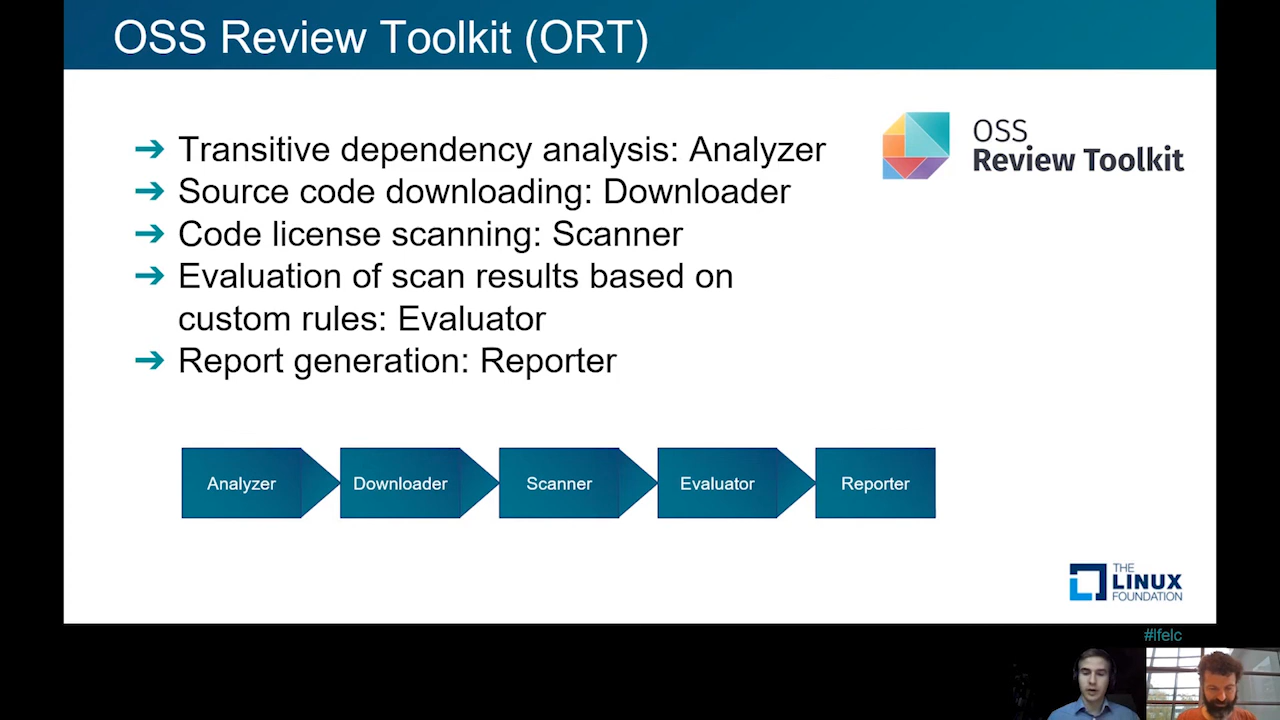 OSS Review Toolkit (ORT)
➔ Transitive dependency analysis: Analyzer
➔ Source code downloading: Downloader
➔ Code license scanning: Scanner
➔ Evaluation of scan results based on
custom rules: Evaluator
➔ Report generation: Reporter
OSS
Review Toolkit
Analyzer
Downloader
Scanner
Evaluator
Reporter
THE
LINUX
FOUNDATION
#lfelc